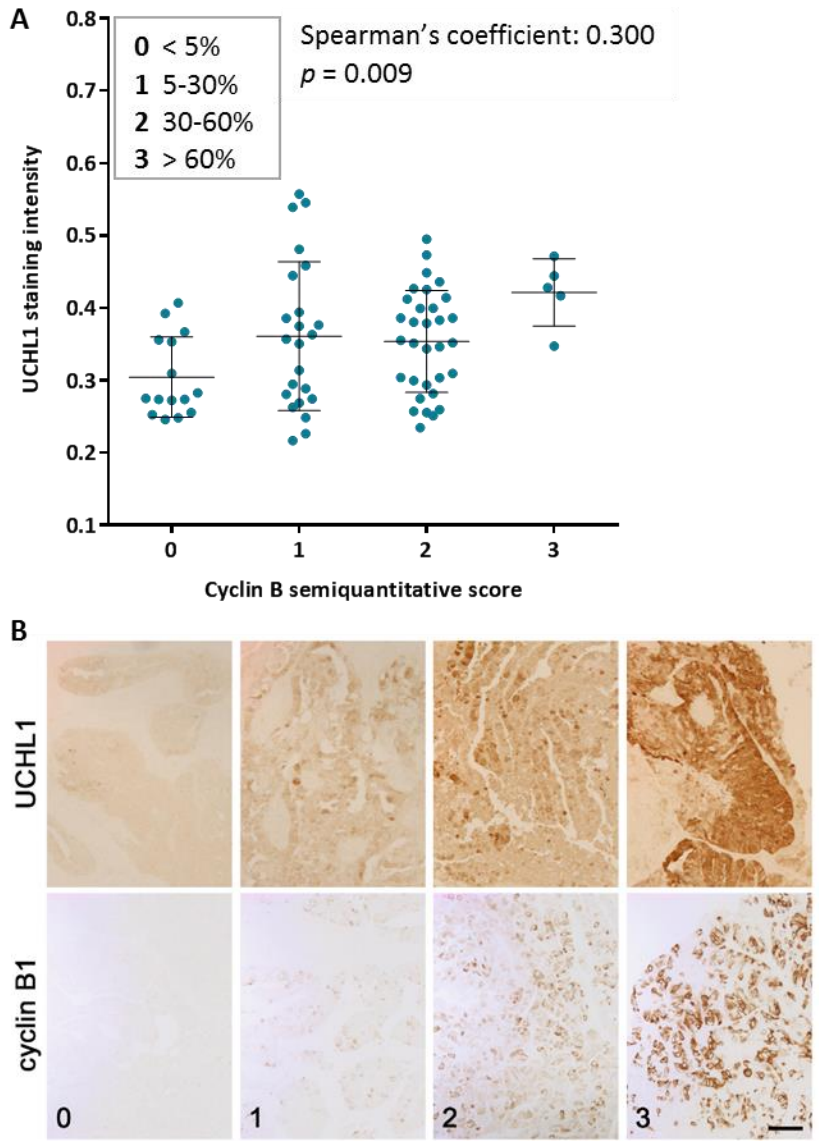 A
0 < 5%
1 5-30%
2 30-60%
3 > 60%
Spearman's coefficient: 0.300
p = 0.009
UCHL1 staining intensity
0.8
0.7
0.6
0.5
0.4
0.3
0.2
0.1
0 1 2 3
Cyclin B semiquantitative score
B
UCHL1
cyclin B1
0 1 2 3